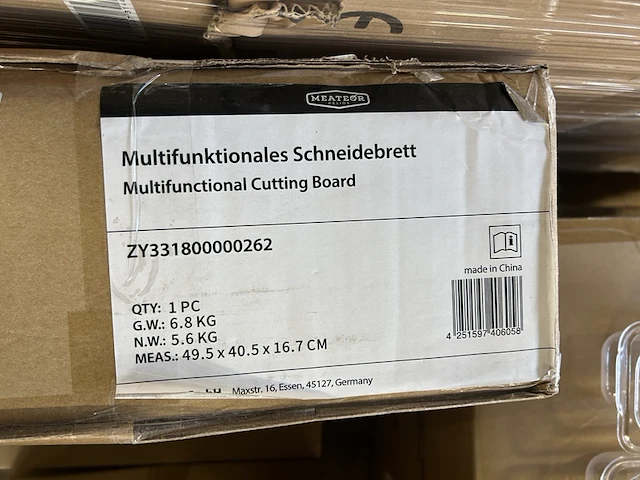 MEATEOR
Multifunktionales Schneidebrett
Multifunctional Cutting Board
ZY331800000262
made in China
QTY: 1 PC
G.W.: 6.8 KG
N.W.: 5.6 KG
MEAS.: 49.5 x 40.5 x 16.7 CM
4 251597 406058
Maxstr. 16, Essen, 45127, Germany